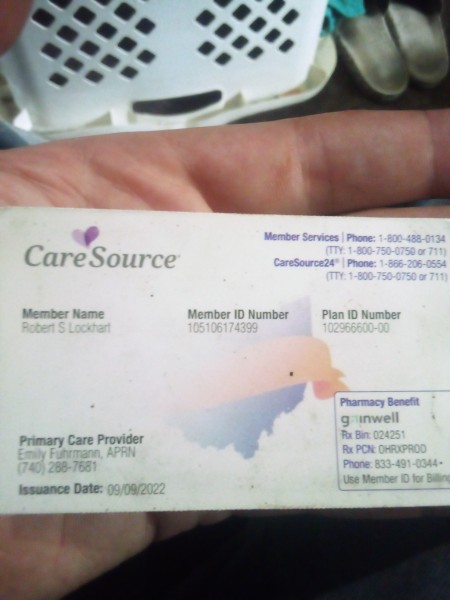 CareSource
Member Services | Phone: 1-800-488-0134
(TTY: 1-800-750-0750 or 711)
CareSource24® | Phone: 1-866-206-0554
(TTY: 1-800-750-0750 or 711)
Member Name
Robert S Lockhart
Member ID Number
105106174399
Plan ID Number
102966600-00
Primary Care Provider
Emily Fuhrmann, APRN
(740) 288-7681
Issuance Date: 09/09/2022
Pharmacy Benefit
Rx Bin: 024251
Rx PCN: OHRXPROD
Phone: 833-491-0344
Use Member ID for Billing